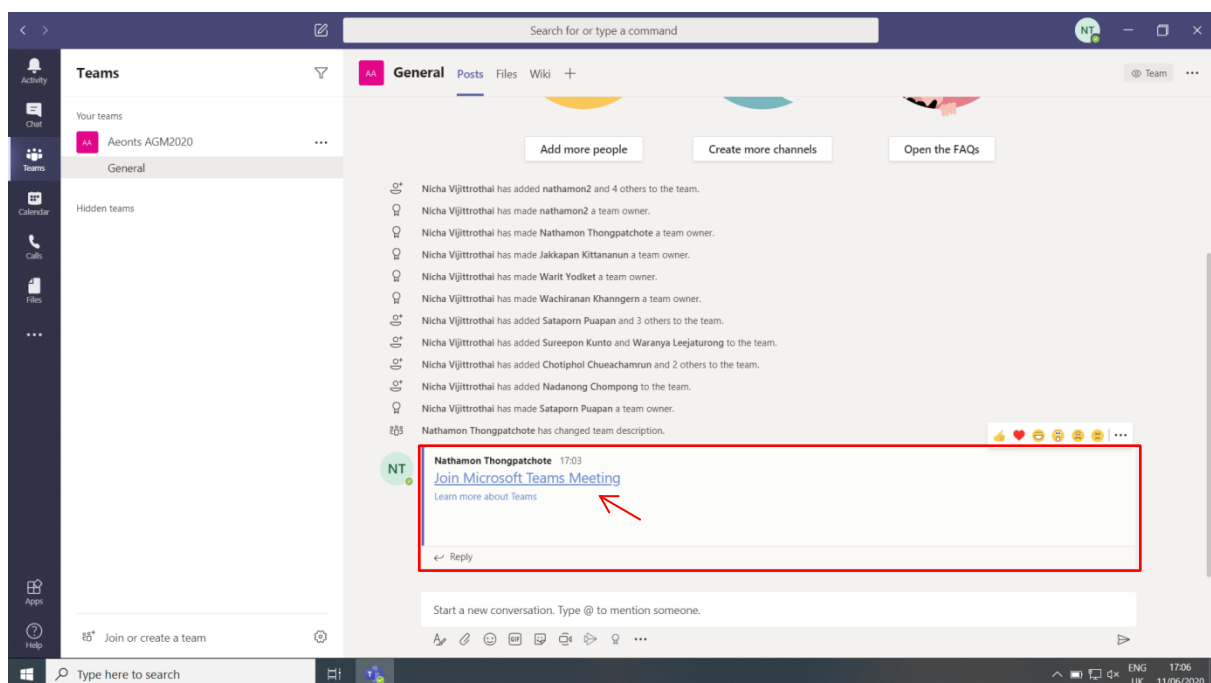 Search for or type a command
NT
Activity
Chat
Teams
Calendar
Calls
Files
Apps
Help
Teams
Your teams
AA Aeonts AGM2020
General
Hidden teams
Join or create a team
AA General Posts Files Wiki
Team
Add more people Create more channels Open the FAQs
Nicha Vijittrothai has added nathamon2 and 4 others to the team.
Nicha Vijittrothai has made nathamon2 a team owner.
Nicha Vijittrothai has made Nathamon Thongpatchote a team owner.
Nicha Vijittrothai has made Jakkapan Kittananun a team owner.
Nicha Vijittrothai has made Warit Yodket a team owner.
Nicha Vijittrothai has made Wachiranan Khanngern a team owner.
Nicha Vijittrothai has added Sataporn Puapan and 3 others to the team.
Nicha Vijittrothai has added Sureepon Kunto and Waranya Leejaturong to the team.
Nicha Vijittrothai has added Chotiphol Chueachamrun and 2 others to the team.
Nicha Vijittrothai has added Nadanong Chompong to the team.
Nicha Vijittrothai has made Sataporn Puapan a team owner.
Nathamon Thongpatchote has changed team description.
NT
Nathamon Thongpatchote 17:03
Join Microsoft Teams Meeting
Learn more about Teams
Reply
Start a new conversation. Type @ to mention someone.
GIF
Type here to search
ENG 17:06
UK 11/06/2020